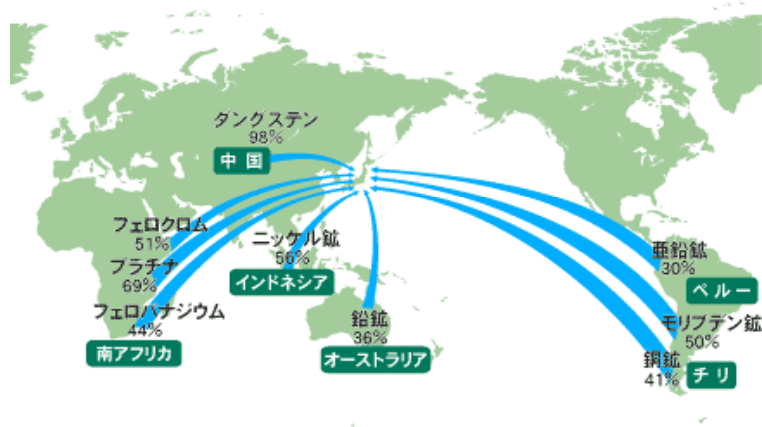 タングステン
98%
中国
フェロクロム
51%
プラチナ
69%
フェロバナジウム
44%
南アフリカ
ニッケル鉱
56%
インドネシア
鉛鉱
36%
オーストラリア
亜鉛鉱
30%
ペルー
モリブデン鉱
50%
銅鉱
41%
チリ